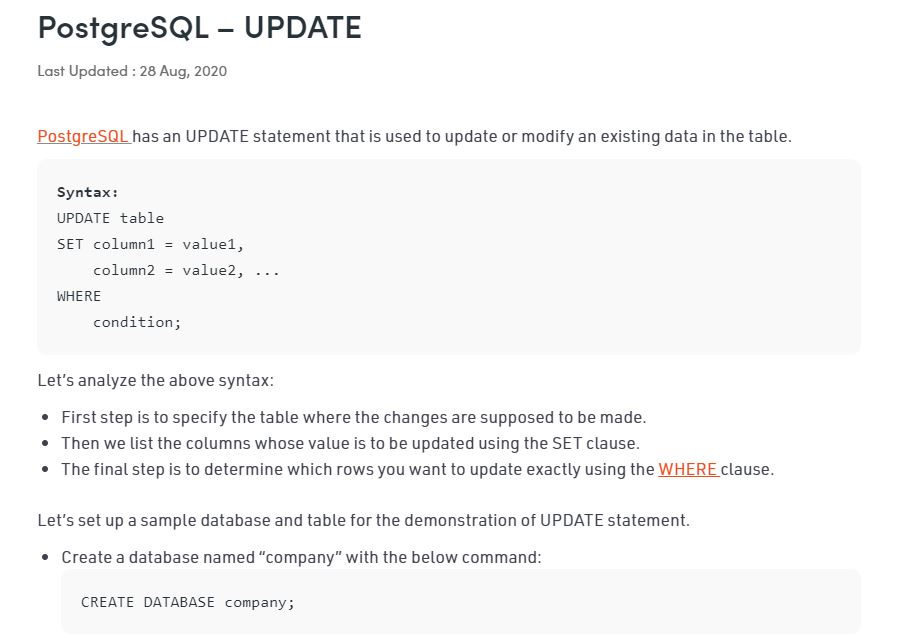 PostgreSQL – UPDATE
Last Updated : 28 Aug, 2020
PostgreSQL has an UPDATE statement that is used to update or modify an existing data in the table.
Syntax:
UPDATE table
SET column1 = value1,
    column2 = value2, ...
WHERE
    condition;
Let’s analyze the above syntax:
• First step is to specify the table where the changes are supposed to be made.
• Then we list the columns whose value is to be updated using the SET clause.
• The final step is to determine which rows you want to update exactly using the WHERE clause.
Let’s set up a sample database and table for the demonstration of UPDATE statement.
• Create a database named “company” with the below command:
CREATE DATABASE company;